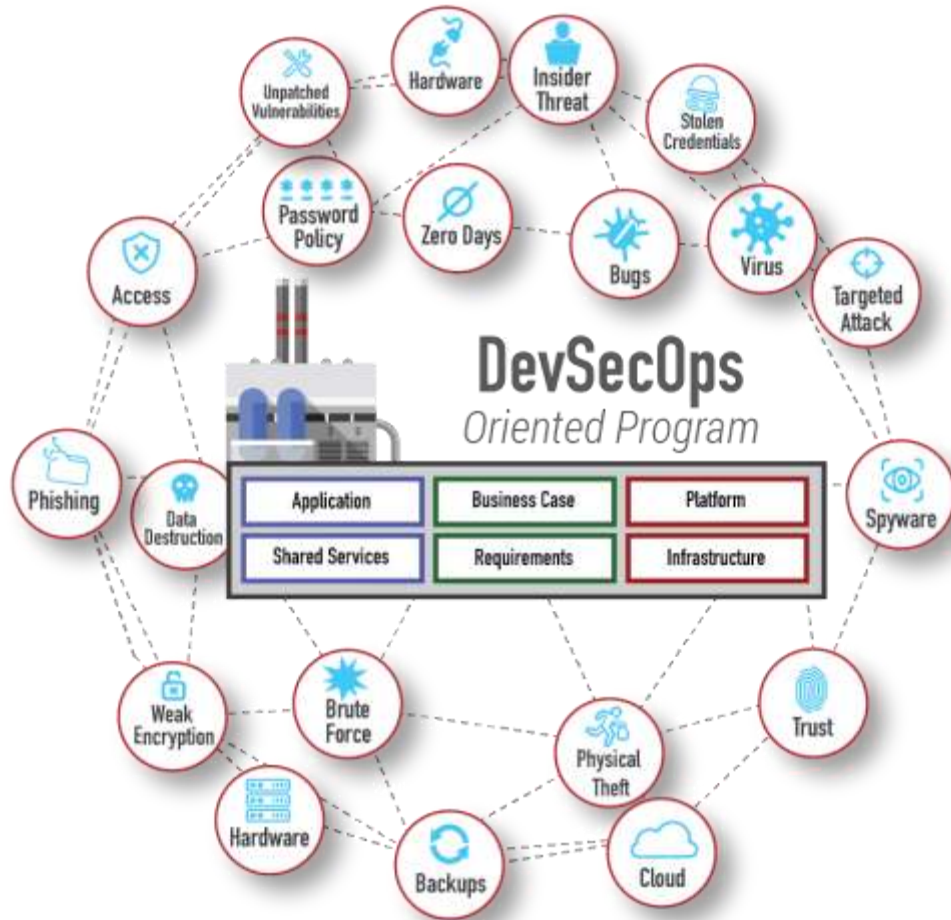 Hardware
Insider
Threat
Unpatched
Vulnerabilities
Stolen
Credentials
Password
Policy
Zero Days
Bugs
Virus
Access
Targeted
Attack
DevSecOps
Oriented Program
Phishing
Data
Destruction
Application
Business Case
Platform
Spyware
Shared Services
Requirements
Infrastructure
Weak
Encryption
Brute
Force
Physical
Theft
Trust
Hardware
Backups
Cloud